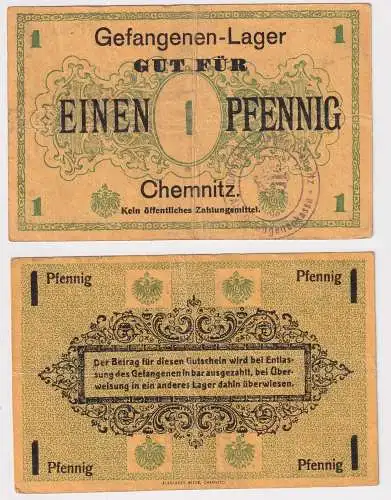 1 1
Gefangenen-Lager
GUT FÜR
EINEN 1 PFENNIG
Chemnitz.
Kein öffentliches Zahlungsmittel.
1 1
1 Pfennig Pfennig 1
Der Betrag für diesen Gutschein wird bei Entlas-
sung des Gefangenen in bar ausgezahlt, bei Über-
weisung in ein anderes Lager dahin überwiesen.
1 Pfennig Pfennig 1